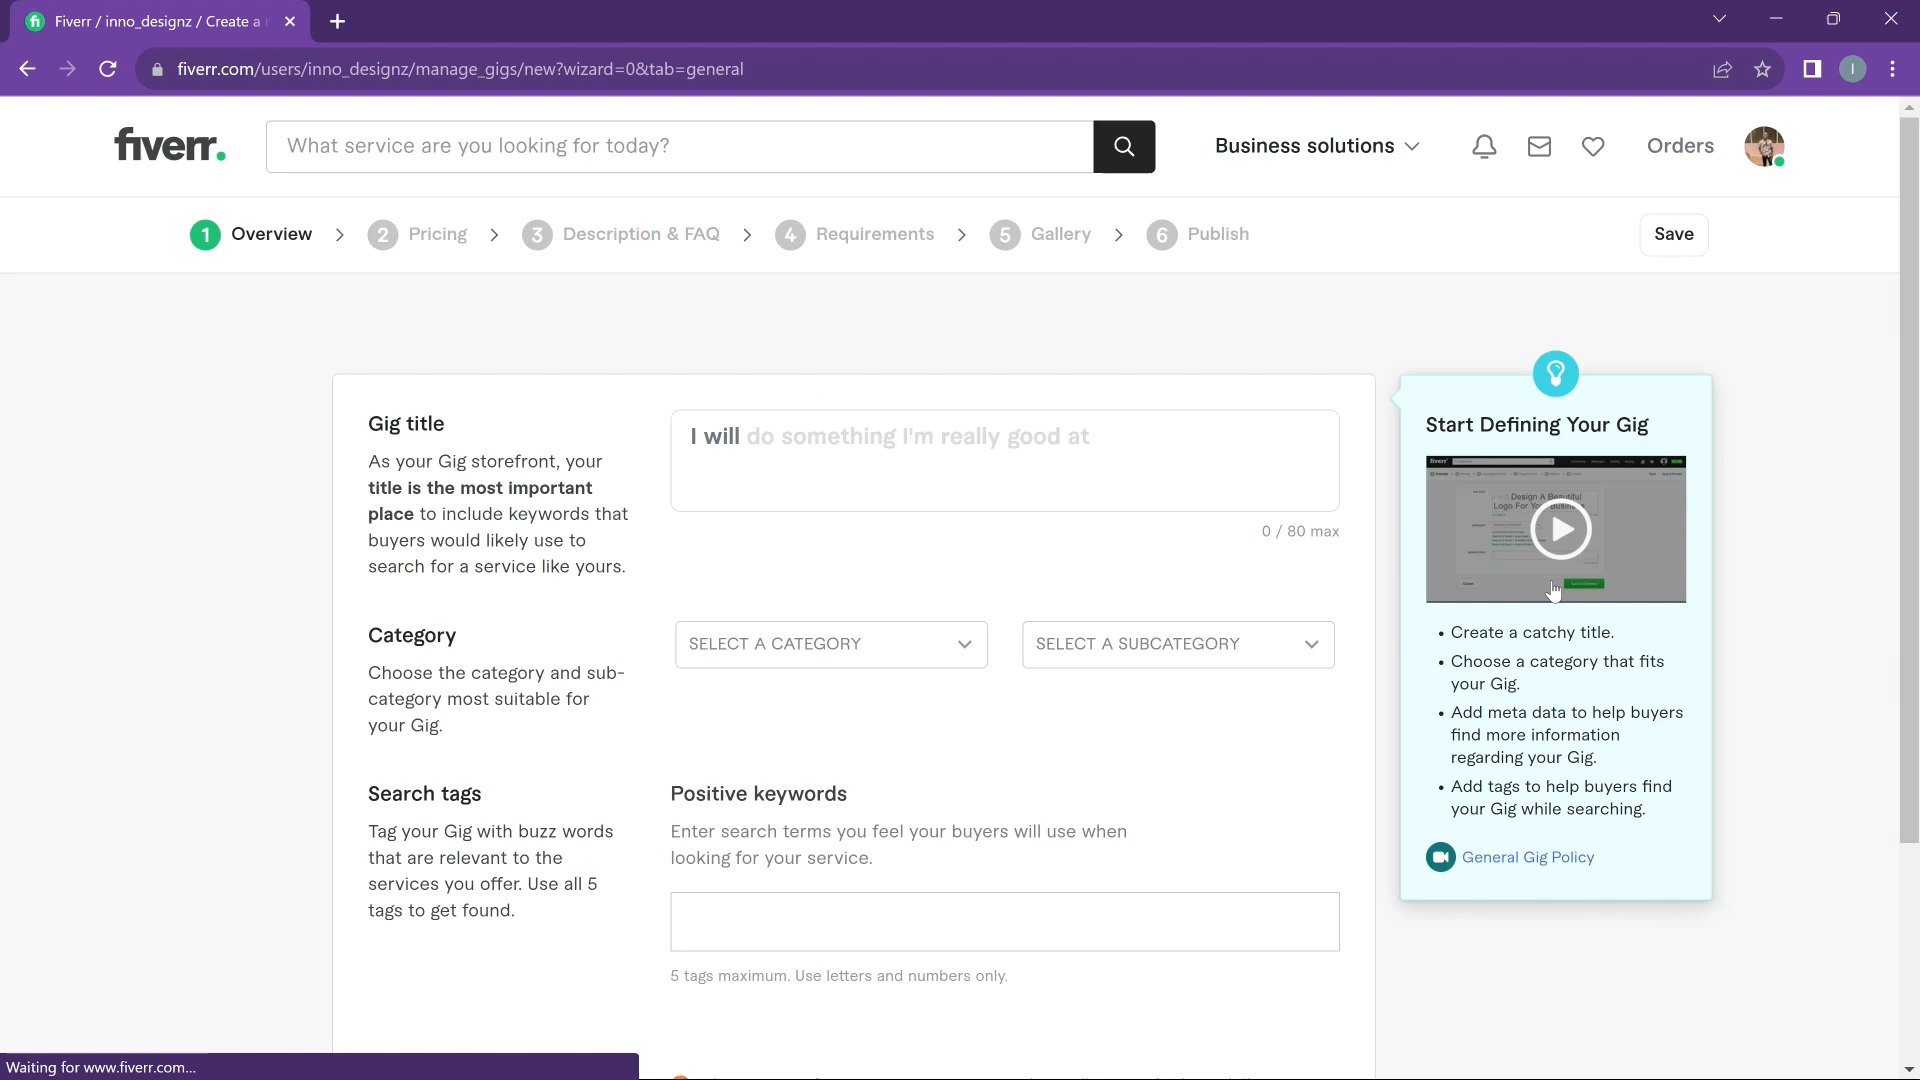 Fiverr / inno_designz / Create a
fiverr.com/users/inno_designz/manage_gigs/new?wizard=0&tab=general
I
fiverr.
What service are you looking for today?
Business solutions
Orders
1 Overview
2 Pricing
3 Description & FAQ
4 Requirements
5 Gallery
6 Publish
Save
Gig title
As your Gig storefront, your
title is the most important
place to include keywords that
buyers would likely use to
search for a service like yours.
I will do something I'm really good at
0 / 80 max
Category
Choose the category and sub-
category most suitable for
your Gig.
SELECT A CATEGORY
SELECT A SUBCATEGORY
Search tags
Tag your Gig with buzz words
that are relevant to the
services you offer. Use all 5
tags to get found.
Positive keywords
Enter search terms you feel your buyers will use when
looking for your service.
5 tags maximum. Use letters and numbers only.
Start Defining Your Gig
Design A Beautiful
Logo For Your Business
• Create a catchy title.
• Choose a category that fits
your Gig.
• Add meta data to help buyers
find more information
regarding your Gig.
• Add tags to help buyers find
your Gig while searching.
General Gig Policy
Waiting for www.fiverr.com...